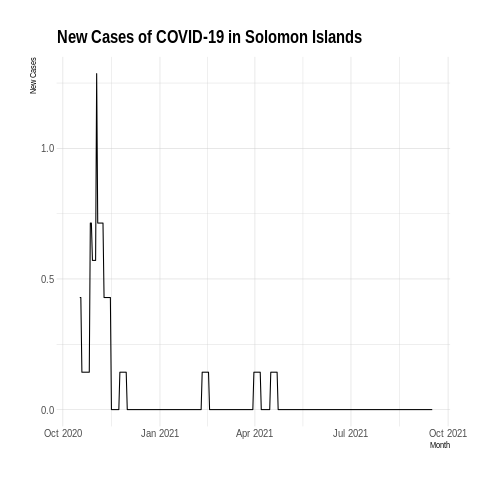 New Cases of COVID-19 in Solomon Islands
New Cases
1.0
0.5
0.0
Oct 2020 Jan 2021 Apr 2021 Jul 2021 Oct 2021
Month